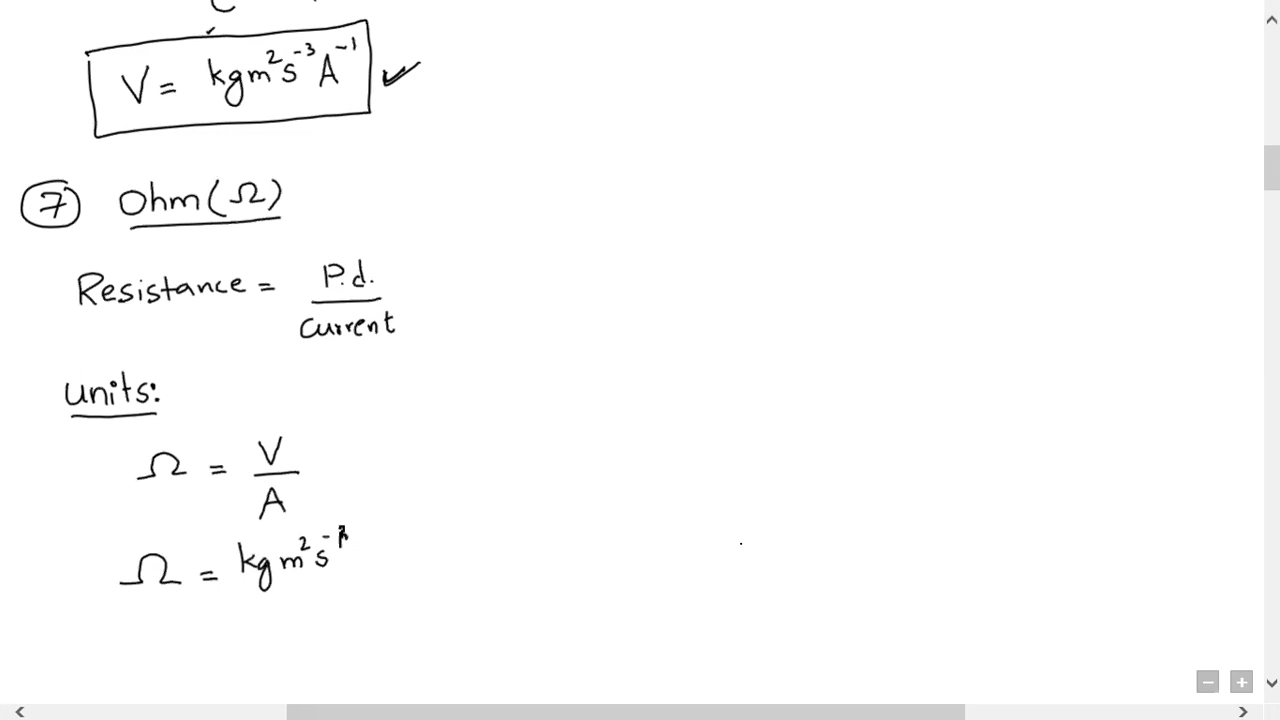 V = kgm²s⁻³A⁻¹ ✓
⑦ Ohm(Ω)
Resistance = P.d.
current
Units:
Ω = V
A
Ω = kgm²s⁻